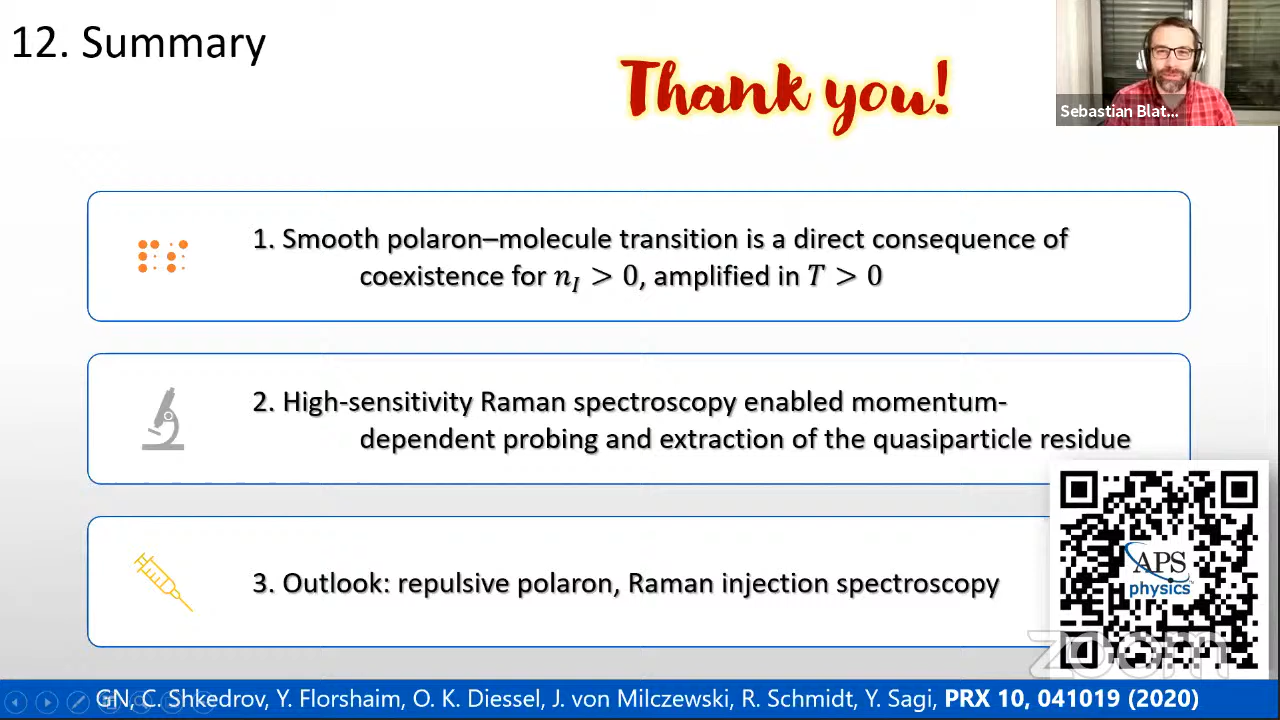 12. Summary
Thank you!
Sebastian Blat...
1. Smooth polaron–molecule transition is a direct consequence of
coexistence for n_I > 0, amplified in T > 0
2. High-sensitivity Raman spectroscopy enabled momentum-
dependent probing and extraction of the quasiparticle residue
3. Outlook: repulsive polaron, Raman injection spectroscopy
APS
physics™
zoom
GN, C. Shkedrov, Y. Florshaim, O. K. Diessel, J. von Milczewski, R. Schmidt, Y. Sagi, PRX 10, 041019 (2020)